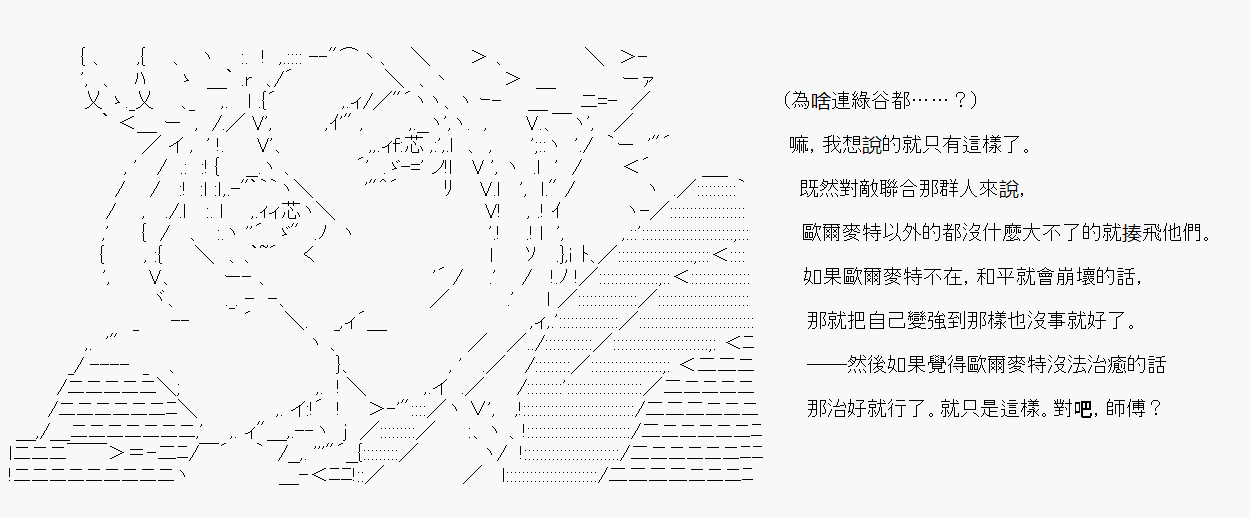 （為啥連綠谷都……？）
嘛，我想說的就只有這樣了。
既然對敵聯合那群人來說，
歐爾麥特以外的都沒什麼大不了的就揍飛他們。
如果歐爾麥特不在，和平就會崩壞的話，
那就把自己變強到那樣也沒事就好了。
——然後如果覺得歐爾麥特沒法治癒的話
那治好就行了。就只是這樣。對吧，師傅？